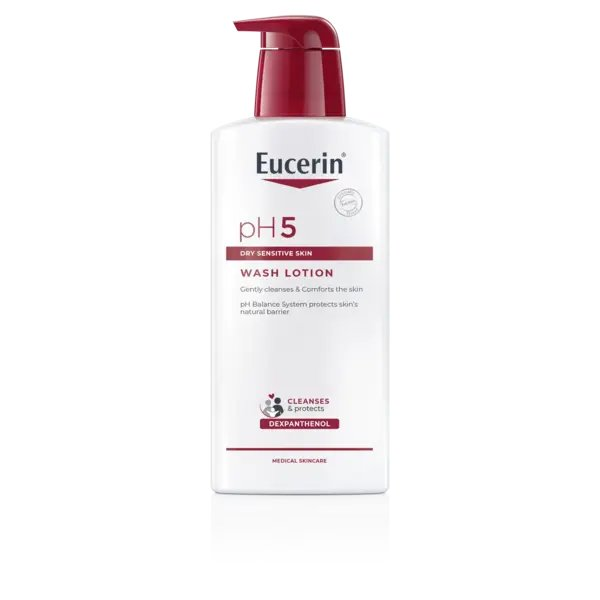 Eucerin®
pH5
DRY SENSITIVE SKIN
WASH LOTION
Gently cleanses & Comforts the skin
pH Balance System protects skin's
natural barrier
CLEANSES
& protects
DEXPANTHENOL
MEDICAL SKINCARE